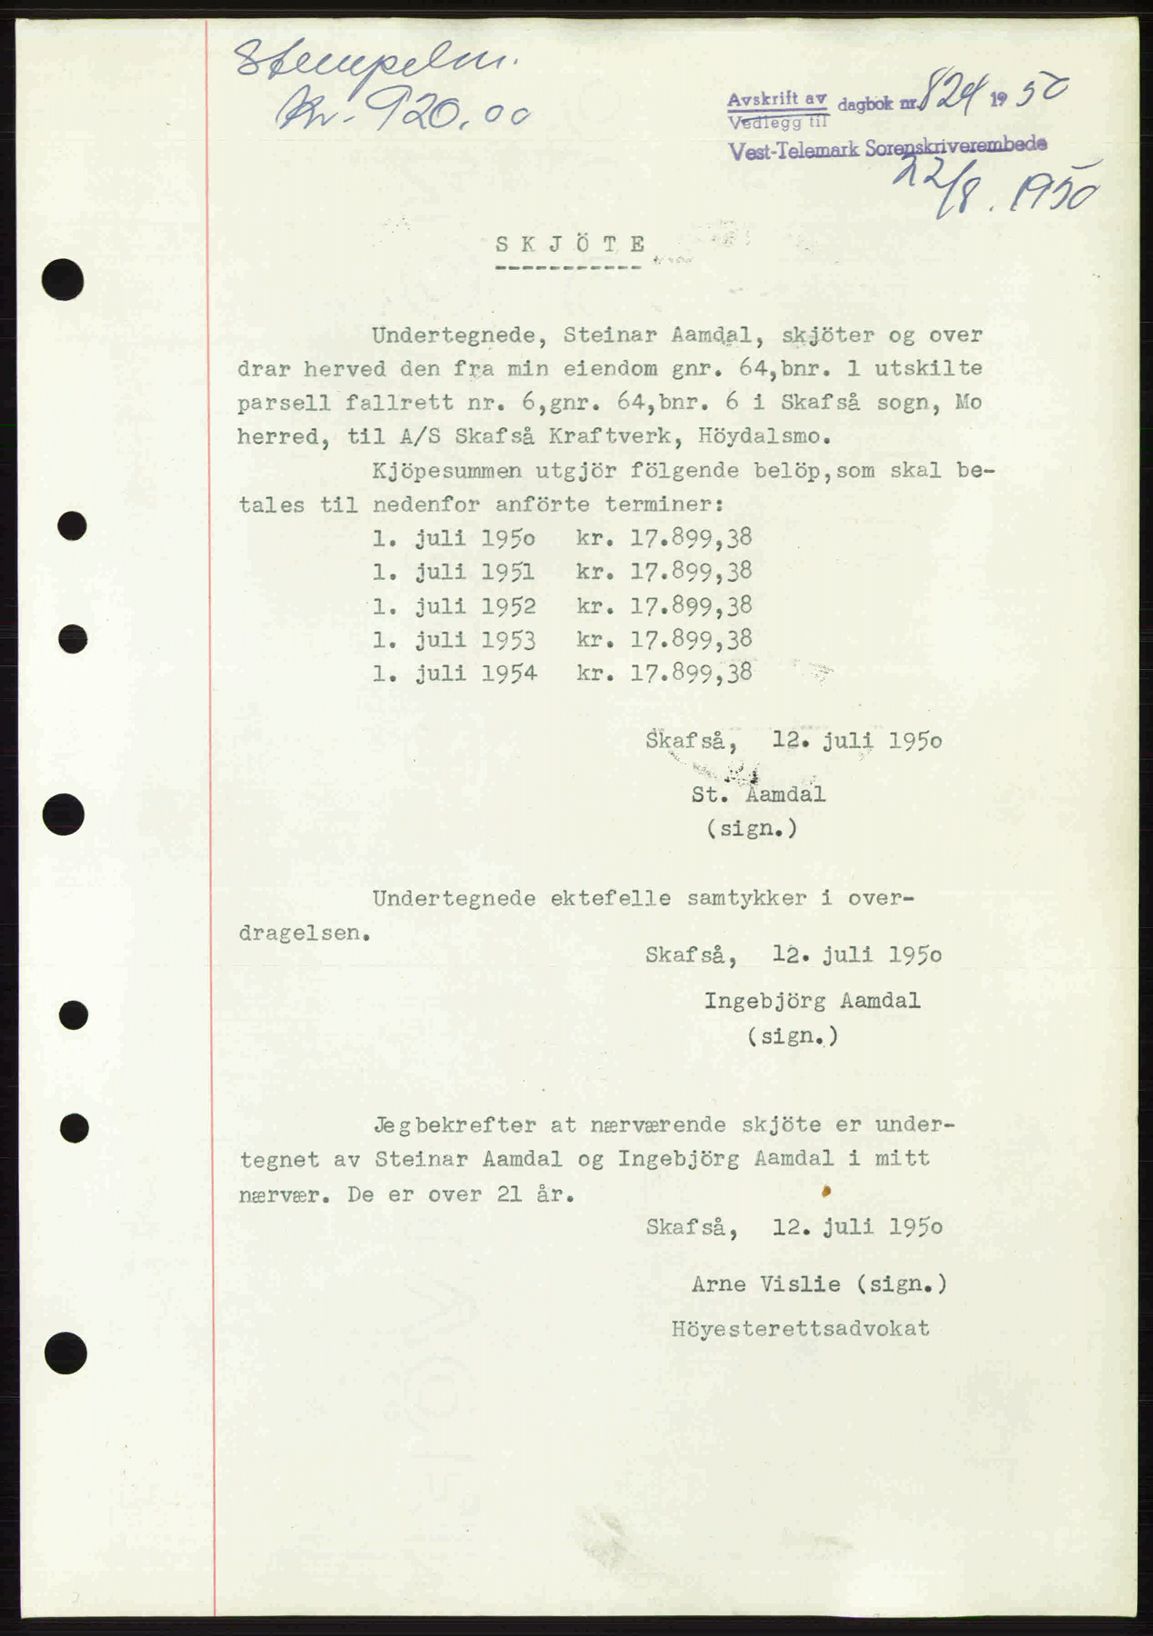 Stempelm.
Kr. 920.00
Avskrift av dagbok nr. 824 1950
Vedlegg til
Vest-Telemark Sorenskriverembede
22/8. 1950
SKJÖTE
Undertegnede, Steinar Aamdal, skjöter og over
drar herved den fra min eiendom gnr. 64,bnr. 1 utskilte
parsell fallrett nr. 6,gnr. 64,bnr. 6 i Skafså sogn, Mo
herred, til A/S Skafså Kraftverk, Höydalsmo.
Kjöpesummen utgjör fölgende belöp,som skal be-
tales til nedenfor anförte terminer:
1. juli 195o kr. 17.899,38
1. juli 1951 kr. 17.899,38
1. juli 1952 kr. 17.899,38
1. juli 1953 kr. 17.899,38
1. juli 1954 kr. 17.899,38
Skafså, 12. juli 195o
St. Aamdal
(sign.)
Undertegnede ektefelle samtykker i over-
dragelsen.
Skafså, 12. juli 195o
Ingebjörg Aamdal
(sign.)
Jeg bekrefter at nærværende skjöte er under-
tegnet av Steinar Aamdal og Ingebjörg Aamdal i mitt
nærvær. De er over 21 år.
Skafså, 12. juli 195o
Arne Vislie (sign.)
Höyesterettsadvokat